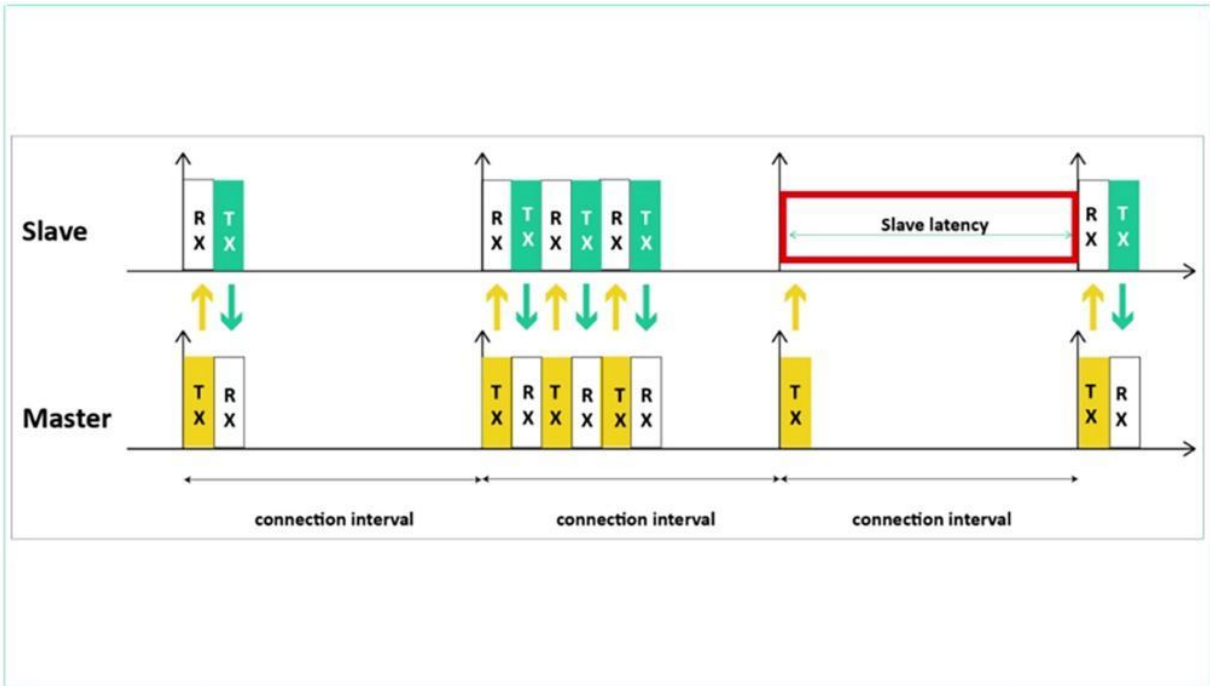 Slave
R
X
T
X
R
X
T
X
R
X
T
X
R
X
T
X
Slave latency
R
X
T
X
Master
T
X
R
X
T
X
R
X
T
X
R
X
T
X
R
X
T
X
T
X
R
X
connection interval
connection interval
connection interval